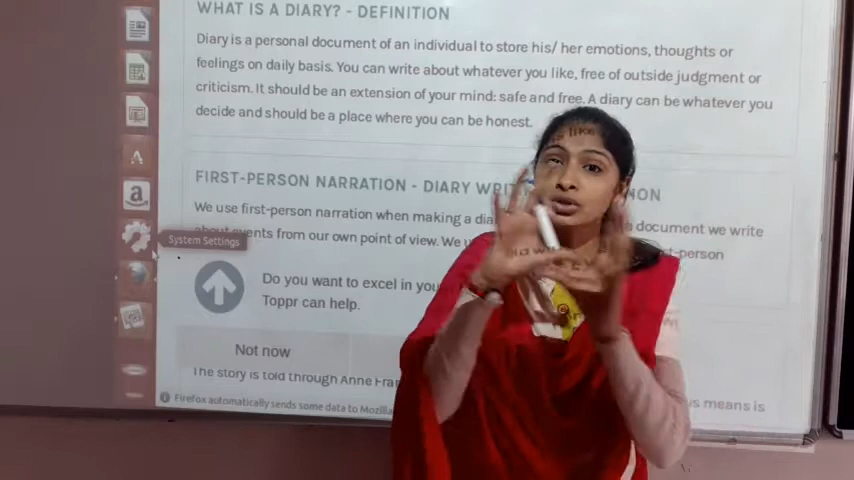 WHAT IS A DIARY? - DEFINITION
Diary is a personal document of an individual to store his/ her emotions, thoughts or
feelings on daily basis. You can write about whatever you like, free of outside judgment or
criticism. It should be an extension of your mind: safe and free. A diary can be whatever you
decide and should be a place where you can be honest.
FIRST-PERSON NARRATION - DIARY
We use first-person narration when making a document we write
about events from our own point of view. We
System Settings
Do you want to excel in
Toppr can help.
Not now
The story is told through Anne
means is
Firefox automatically sends some data to Mozilla